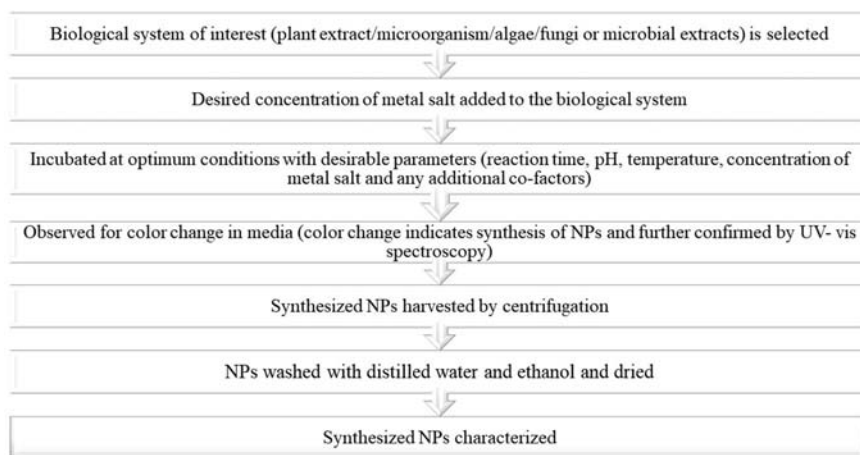 Biological system of interest (plant extract/microorganism/algae/fungi or microbial extracts) is selected
Desired concentration of metal salt added to the biological system
Incubated at optimum conditions with desirable parameters (reaction time, pH, temperature, concentration of
metal salt and any additional co-factors)
Observed for color change in media (color change indicates synthesis of NPs and further confirmed by UV- vis
spectroscopy)
Synthesized NPs harvested by centrifugation
NPs washed with distilled water and ethanol and dried
Synthesized NPs characterized